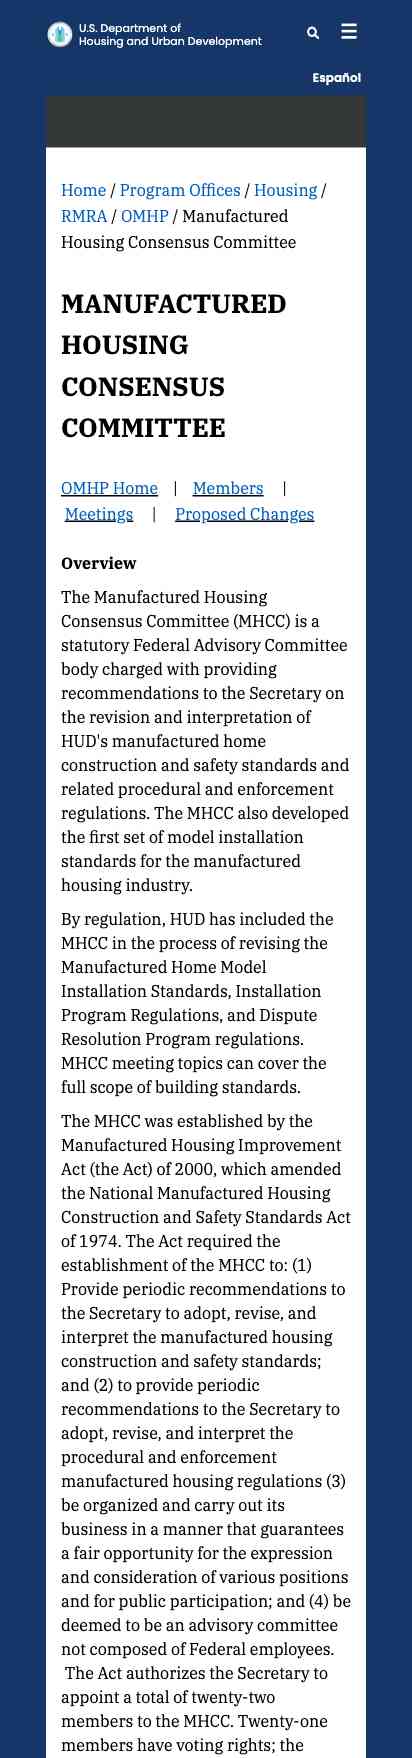 U.S. Department of
Housing and Urban Development
Español
Home / Program Offices / Housing /
RMRA / OMHP / Manufactured
Housing Consensus Committee
MANUFACTURED
HOUSING
CONSENSUS
COMMITTEE
OMHP Home | Members |
Meetings | Proposed Changes
Overview
The Manufactured Housing
Consensus Committee (MHCC) is a
statutory Federal Advisory Committee
body charged with providing
recommendations to the Secretary on
the revision and interpretation of
HUD's manufactured home
construction and safety standards and
related procedural and enforcement
regulations. The MHCC also developed
the first set of model installation
standards for the manufactured
housing industry.
By regulation, HUD has included the
MHCC in the process of revising the
Manufactured Home Model
Installation Standards, Installation
Program Regulations, and Dispute
Resolution Program regulations.
MHCC meeting topics can cover the
full scope of building standards.
The MHCC was established by the
Manufactured Housing Improvement
Act (the Act) of 2000, which amended
the National Manufactured Housing
Construction and Safety Standards Act
of 1974. The Act required the
establishment of the MHCC to: (1)
Provide periodic recommendations to
the Secretary to adopt, revise, and
interpret the manufactured housing
construction and safety standards;
and (2) to provide periodic
recommendations to the Secretary to
adopt, revise, and interpret the
procedural and enforcement
manufactured housing regulations (3)
be organized and carry out its
business in a manner that guarantees
a fair opportunity for the expression
and consideration of various positions
and for public participation; and (4) be
deemed to be an advisory committee
not composed of Federal employees.
The Act authorizes the Secretary to
appoint a total of twenty-two
members to the MHCC. Twenty-one
members have voting rights; the